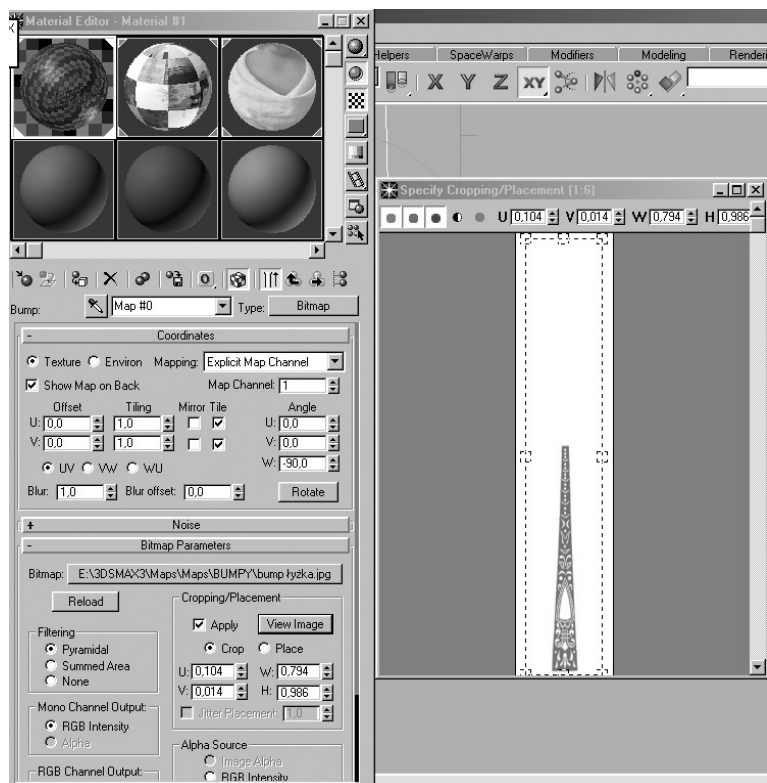 Material Editor - Material #1
Helpers SpaceWarps Modifiers Modeling
X Y Z XY
Specify Cropping/Placement (1:6)
U 0,104 V 0,014 W 0,794 H 0,986
Bump: Map #0 Type: Bitmap
- Coordinates
Texture Environ Mapping: Explicit Map Channel
Show Map on Back Map Channel: 1
Offset Tiling Mirror Tile Angle
U: 0,0 1,0 U: 0,0
V: 0,0 1,0 V: 0,0
UV VW WU W: -90,0
Blur: 1,0 Blur offset: 0,0 Rotate
+ Noise
- Bitmap Parameters
Bitmap: E:\3DSMAX3\Maps\Maps\BUMPY\bump łyżka.jpg
Reload
Cropping/Placement
Apply View Image
Crop Place
U: 0,104 W: 0,794
V: 0,014 H: 0,986
Jitter Placement: 1,0
Filtering
Pyramidal
Summed Area
None
Mono Channel Output:
RGB Intensity
Alpha
RGB Channel Output:
Alpha Source
Image Alpha
RGB Intensity